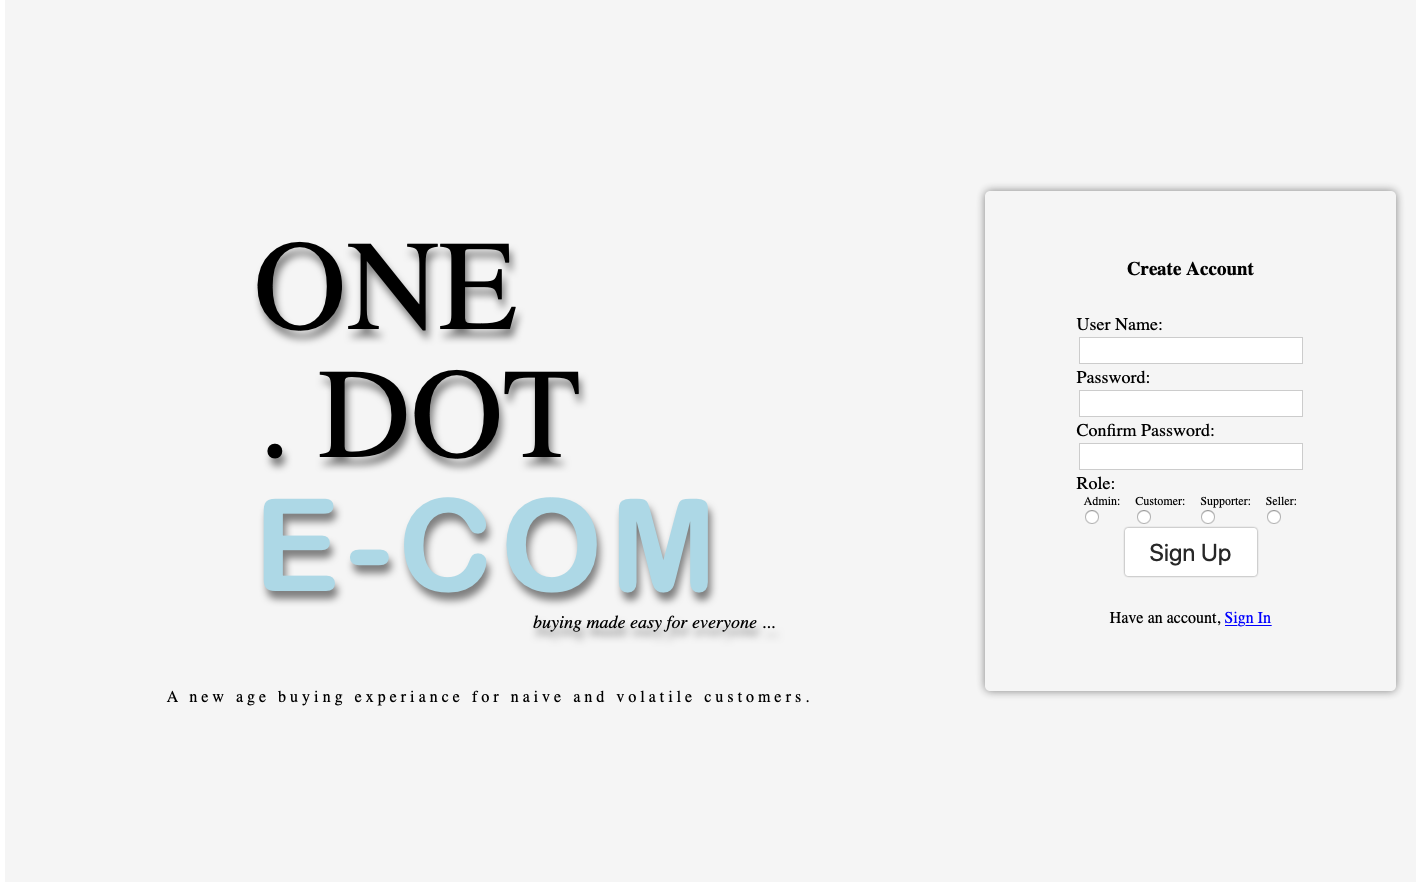 ONE
. DOT
E-COM
buying made easy for everyone ...
A new age buying experiance for naive and volatile customers.
Create Account
User Name:
Password:
Confirm Password:
Role:
Admin: Customer: Supporter: Seller:
Sign Up
Have an account, Sign In